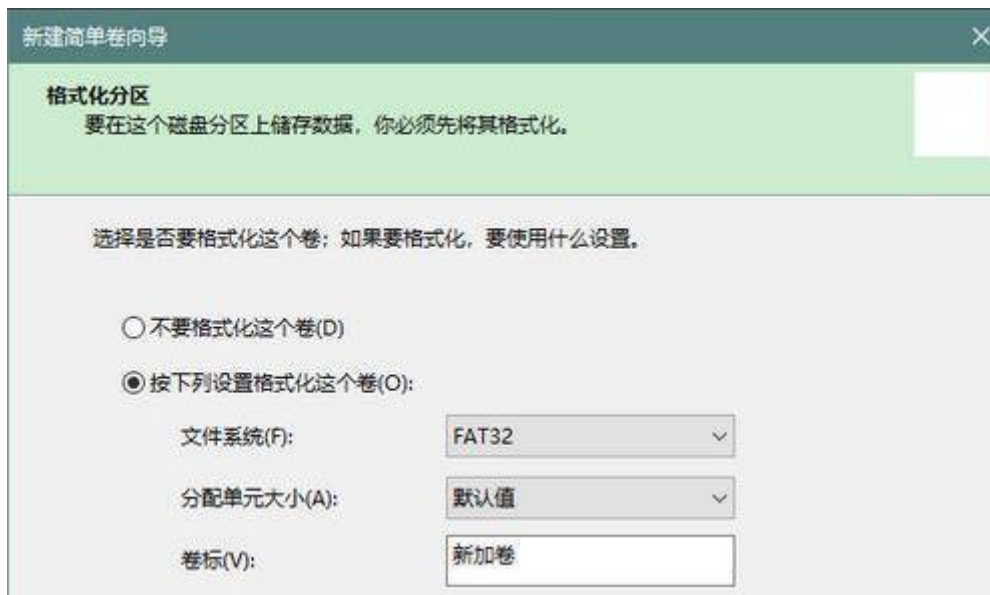 新建简单卷向导
格式化分区
要在这个磁盘分区上储存数据，你必须先将其格式化。
选择是否要格式化这个卷；如果要格式化，要使用什么设置。
不要格式化这个卷(D)
按下列设置格式化这个卷(O):
文件系统(F): FAT32
分配单元大小(A): 默认值
卷标(V): 新加卷